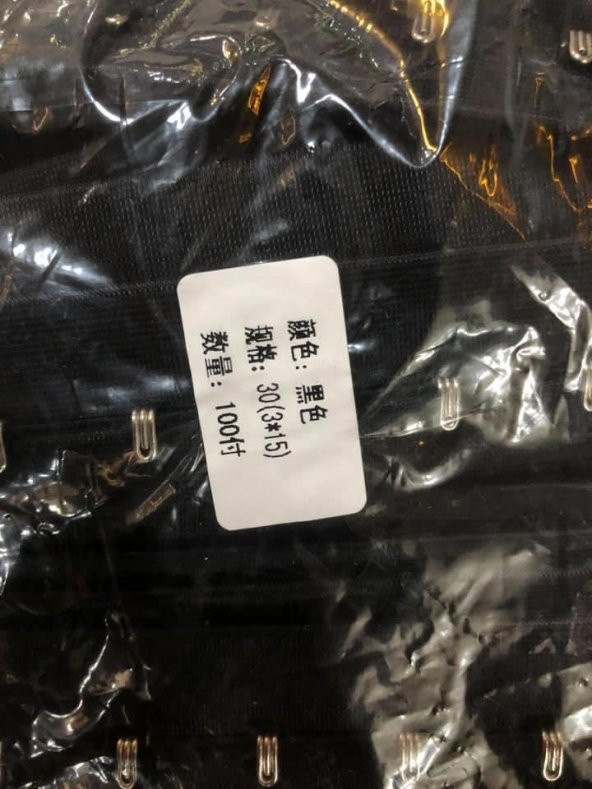 颜色: 黑色
规格: 30(3*15)
数量: 100付